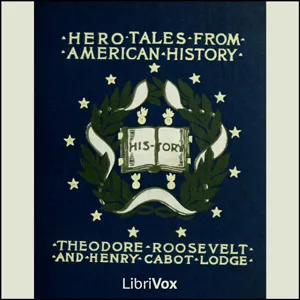 ·HERO·TALES·FROM·
·AMERICAN·HISTORY·
HIS-TORY
·THEODORE·ROOSEVELT·
·AND·HENRY·CABOT·LODGE·
LibriVox